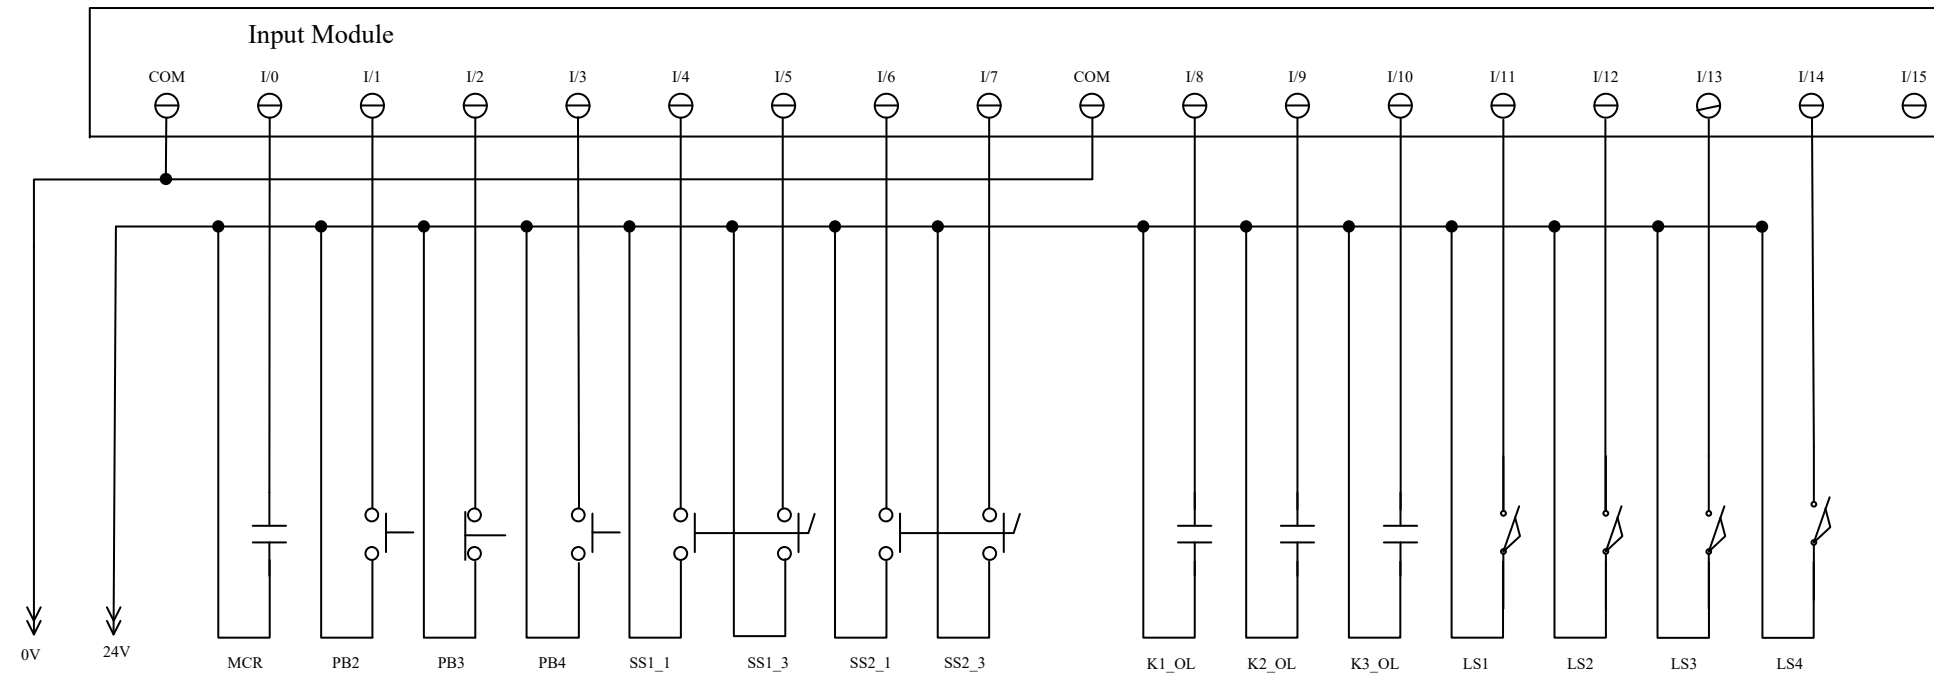 Input Module
COM I/0 I/1 I/2 I/3 I/4 I/5 I/6 I/7 COM I/8 I/9 I/10 I/11 I/12 I/13 I/14 I/15
0V 24V MCR PB2 PB3 PB4 SS1_1 SS1_3 SS2_1 SS2_3 K1_OL K2_OL K3_OL LS1 LS2 LS3 LS4